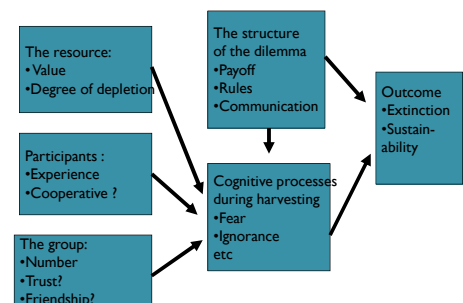 The resource:
•Value
•Degree of depletion
Participants :
•Experience
•Cooperative ?
The group:
•Number
•Trust?
•Friendship?
The structure
of the dilemma
•Payoff
•Rules
•Communication
Cognitive processes
during harvesting
•Fear
•Ignorance
etc
Outcome
•Extinction
•Sustain-
ability